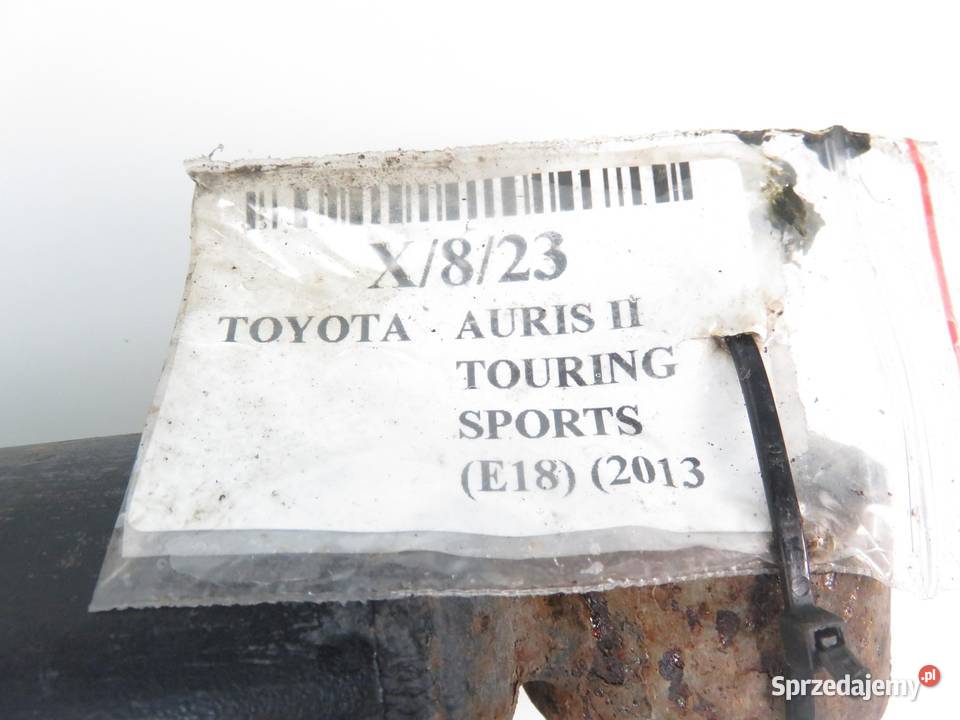 X/8/23
TOYOTA AURIS II
TOURING
SPORTS
(E18) (2013
Sprzedajemy.pl